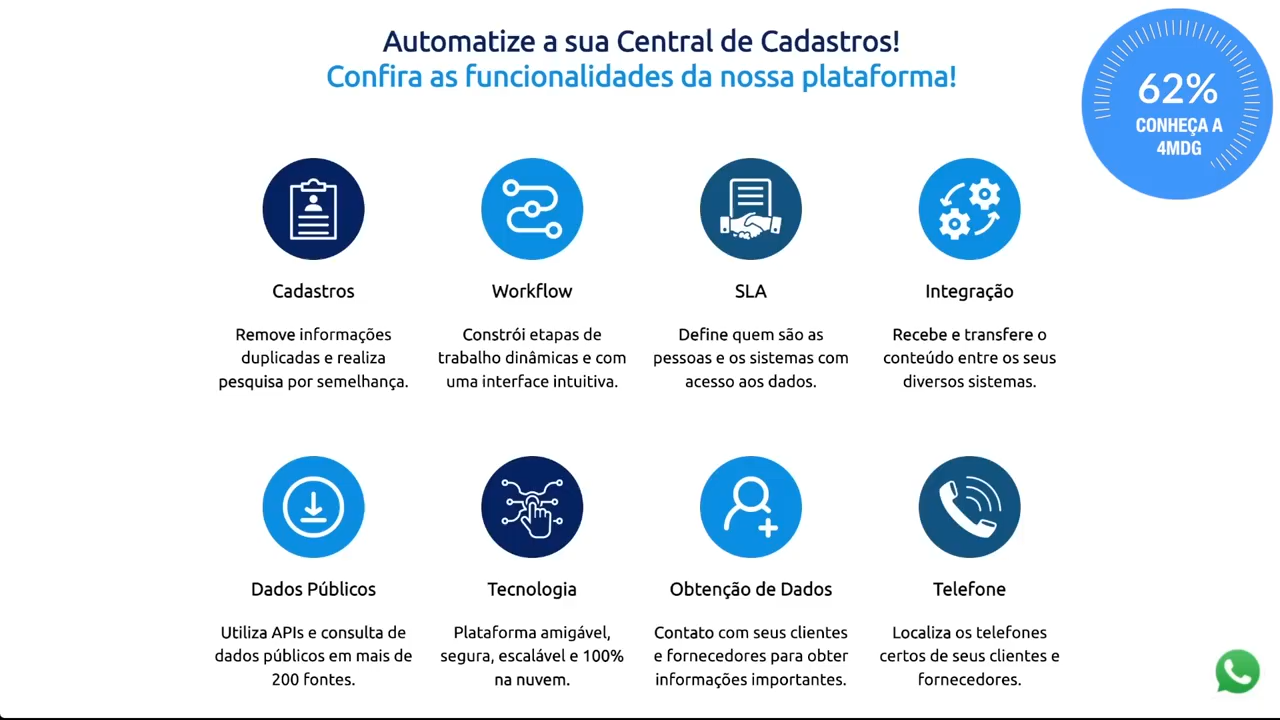 Automatize a sua Central de Cadastros!
Confira as funcionalidades da nossa plataforma!
62%
CONHEÇA A
4MDG
Cadastros
Remove informações
duplicadas e realiza
pesquisa por semelhança.
Workflow
Constrói etapas de
trabalho dinâmicas e com
uma interface intuitiva.
SLA
Define quem são as
pessoas e os sistemas com
acesso aos dados.
Integração
Recebe e transfere o
conteúdo entre os seus
diversos sistemas.
Dados Públicos
Utiliza APIs e consulta de
dados públicos em mais de
200 fontes.
Tecnologia
Plataforma amigável,
segura, escalável e 100%
na nuvem.
Obtenção de Dados
Contato com seus clientes
e fornecedores para obter
informações importantes.
Telefone
Localiza os telefones
certos de seus clientes e
fornecedores.